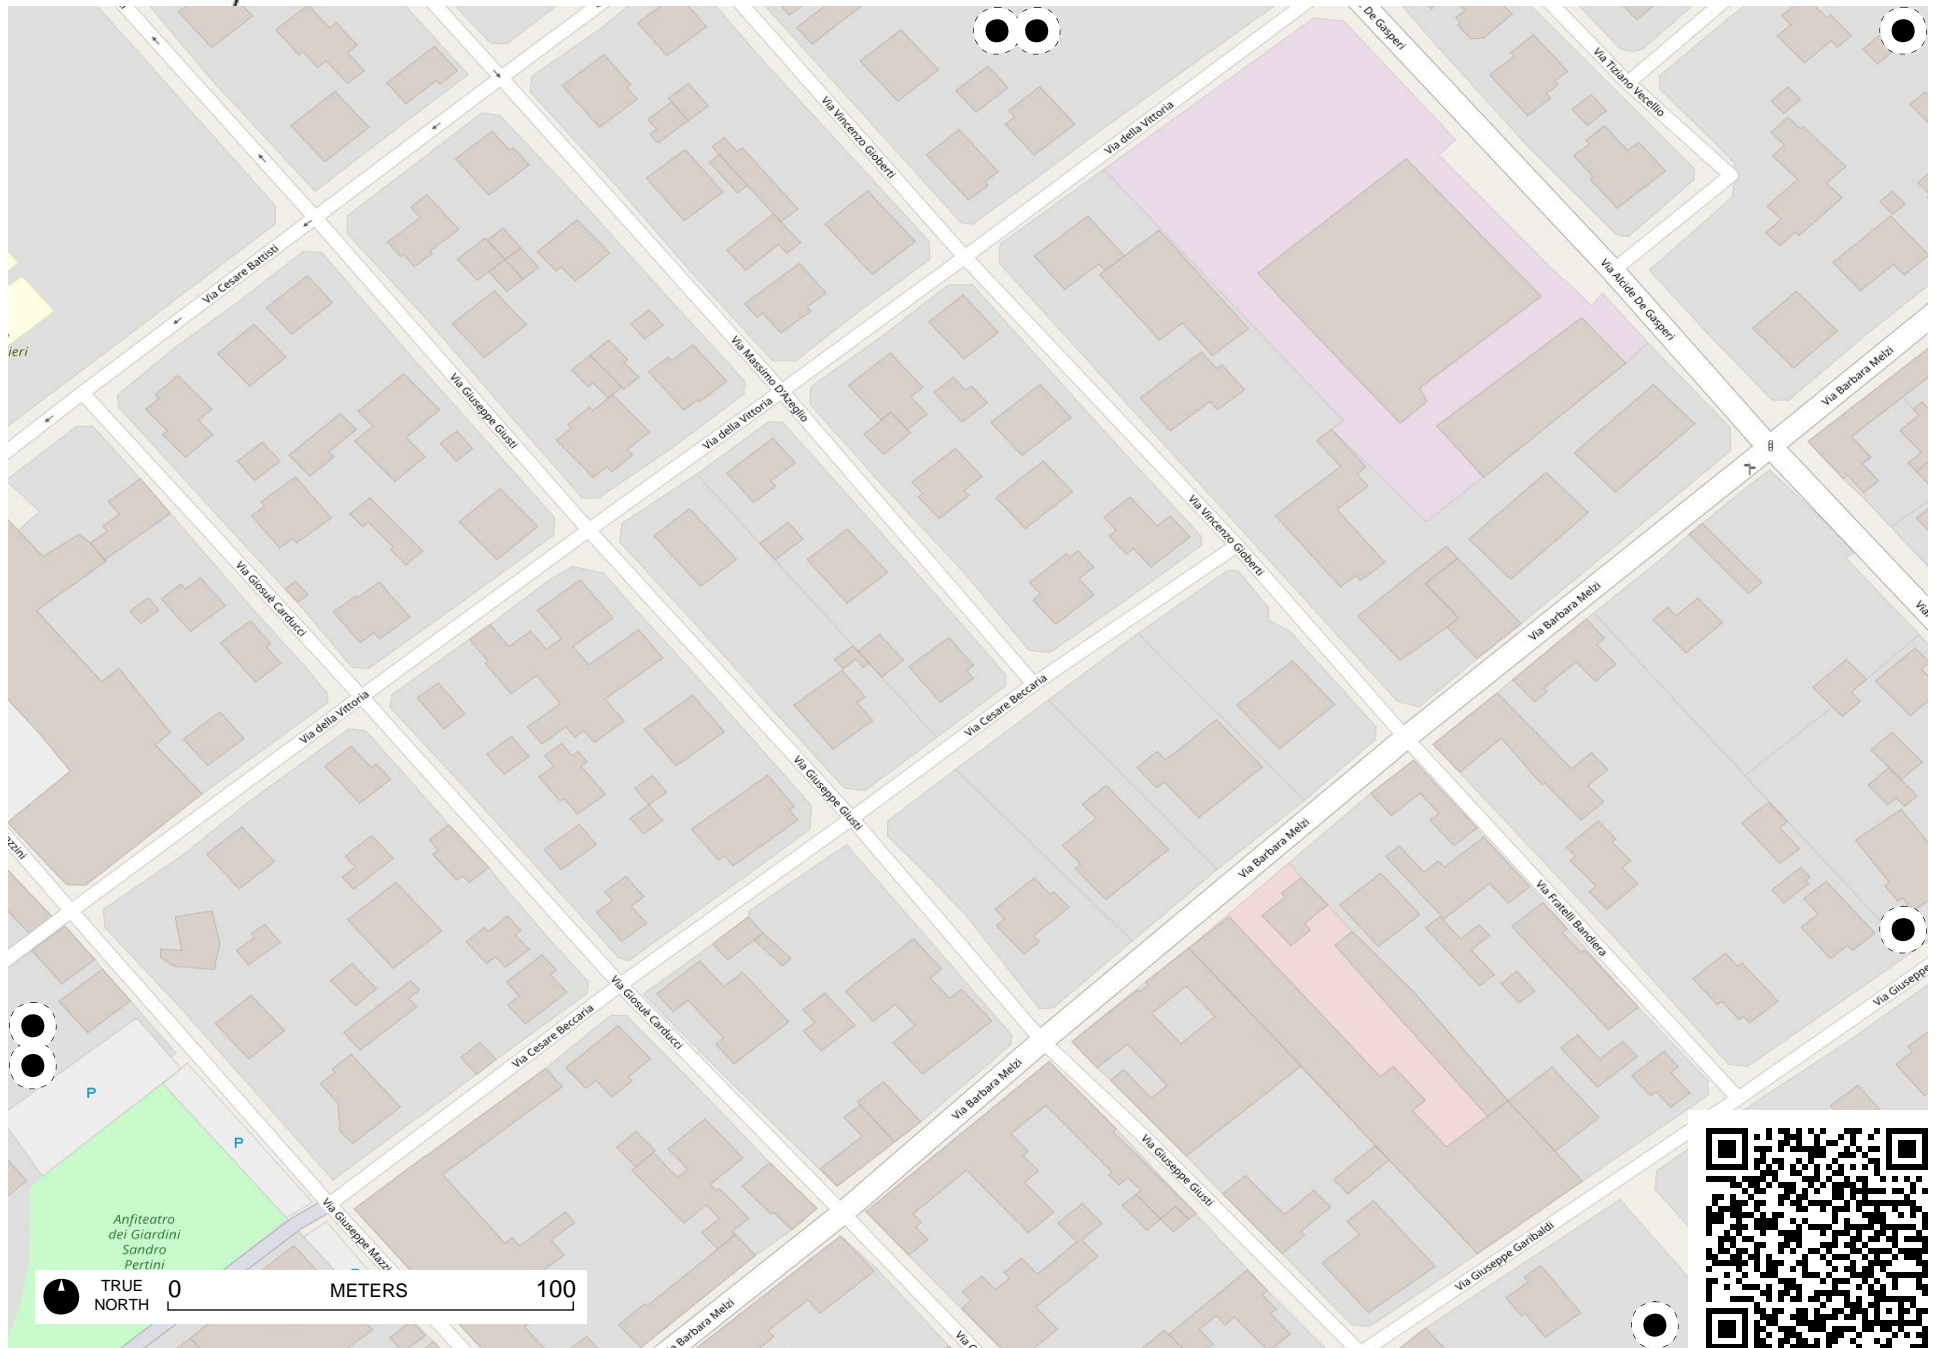 De Gasperi
Via Tiziano Vecellio
Via Vincenzo Gioberti
Via della Vittoria
Via Cesare Battisti
Via Alcide De Gasperi
ieri
Via Massimo D'Azeglio
Via Barbara Melzi
Via Giuseppe Giusti
Via della Vittoria
Via Vincenzo Gioberti
Via Giosuè Carducci
Via Barbara Melzi
Via
Via della Vittoria
Via Cesare Beccaria
Via Giuseppe Giusti
azzini
Via Barbara Melzi
Via Fratelli Bandiera
Via Giuseppe
Via Giosuè Carducci
Via Cesare Beccaria
Via Barbara Melzi
P
P
Via Giuseppe Giusti
Via Giuseppe Mazzi
Anfiteatro
dei Giardini
Sandro
Pertini
Via Giuseppe Garibaldi
TRUE
NORTH
0 METERS 100
a Barbara Melzi
Via G